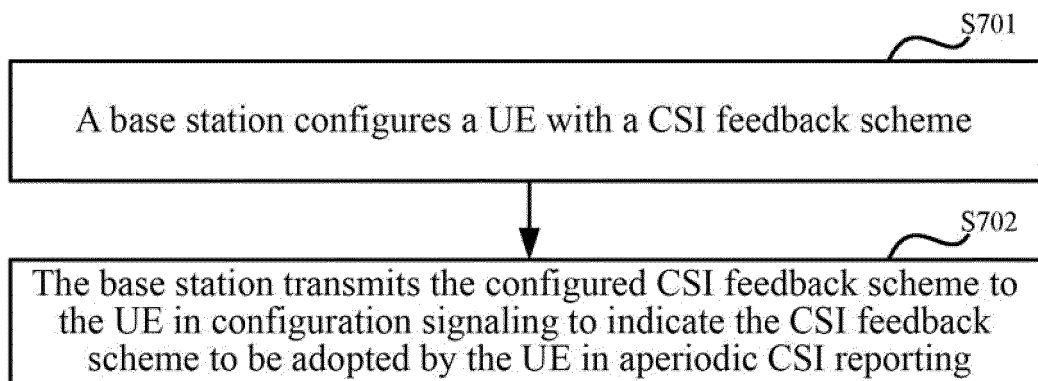 S701
A base station configures a UE with a CSI feedback scheme
S702
The base station transmits the configured CSI feedback scheme to
the UE in configuration signaling to indicate the CSI feedback
scheme to be adopted by the UE in aperiodic CSI reporting